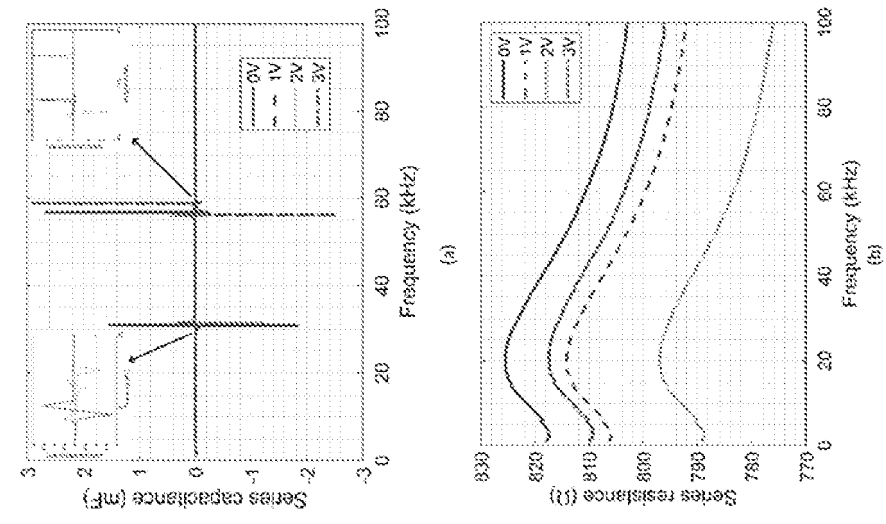 Series capacitance (mF)
3
2
1
0
-1
-2
-3
0
20
40
60
80
100
Frequency (kHz)
0V
1V
2V
3V
(a)
Series resistance (Ω)
830
820
810
800
790
780
770
0
20
40
60
80
100
Frequency (kHz)
0V
1V
2V
3V
(b)